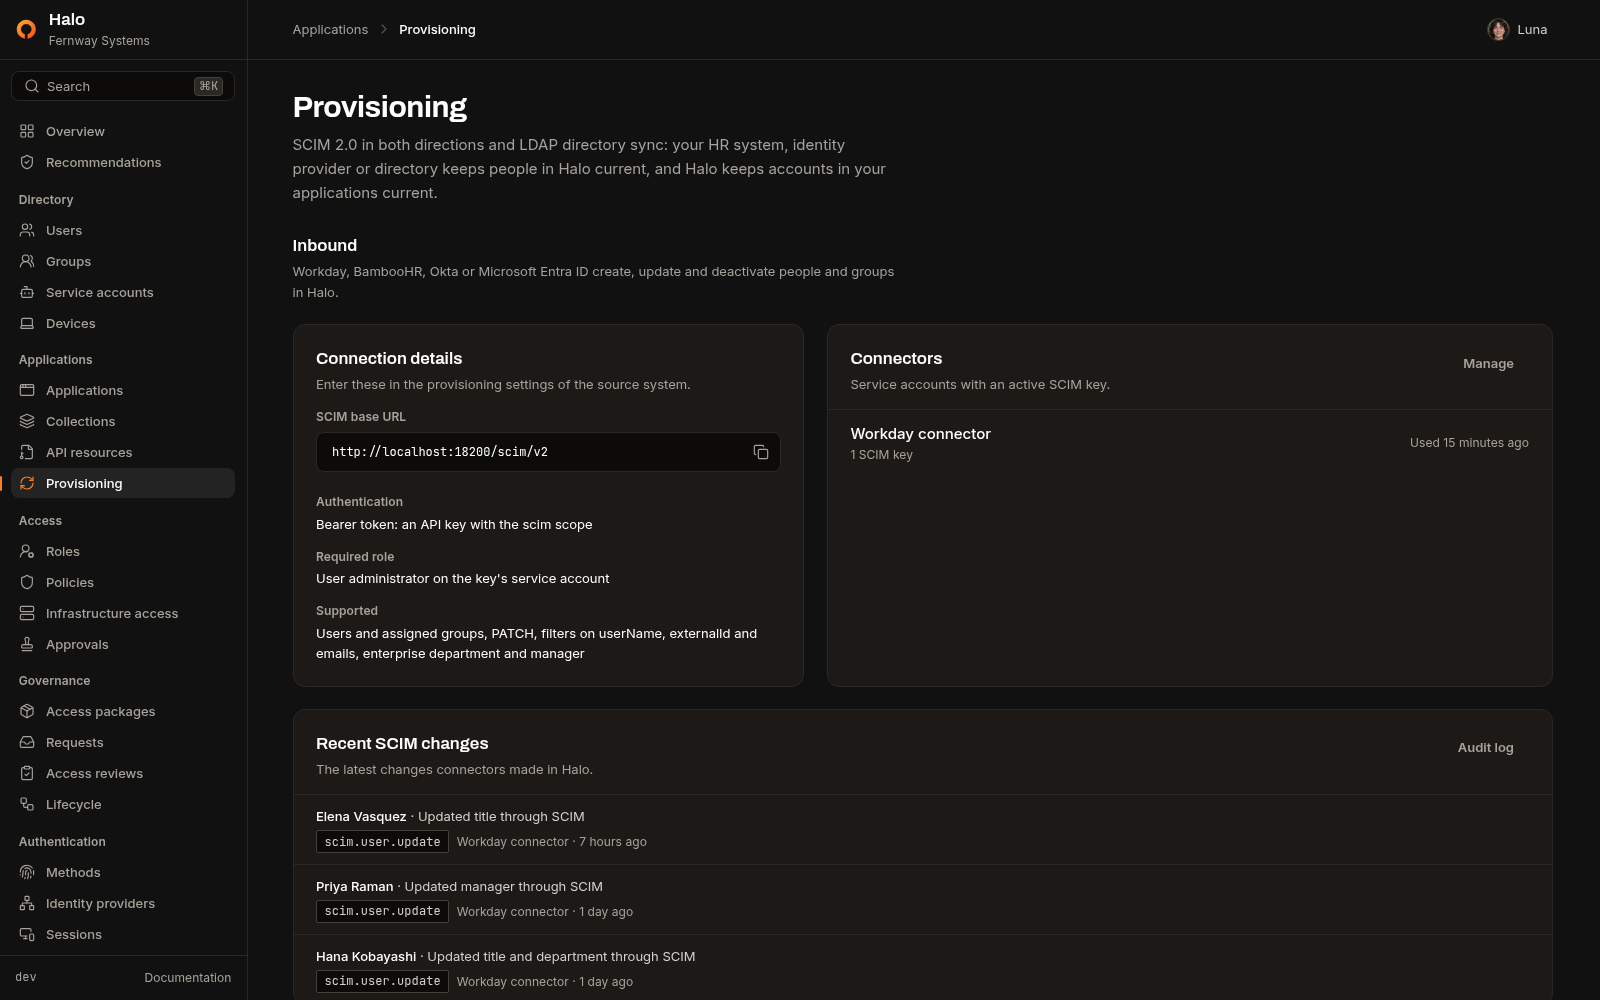 Halo
Fernway Systems
Search
⌘K
Overview
Recommendations
Directory
Users
Groups
Service accounts
Devices
Applications
Applications
Collections
API resources
Provisioning
Access
Roles
Policies
Infrastructure access
Approvals
Governance
Access packages
Requests
Access reviews
Lifecycle
Authentication
Methods
Identity providers
Sessions
dev
Documentation
Applications
Provisioning
Luna
Provisioning
SCIM 2.0 in both directions and LDAP directory sync: your HR system, identity
provider or directory keeps people in Halo current, and Halo keeps accounts in your
applications current.
Inbound
Workday, BambooHR, Okta or Microsoft Entra ID create, update and deactivate people and groups
in Halo.
Connection details
Enter these in the provisioning settings of the source system.
SCIM base URL
http://localhost:18200/scim/v2
Authentication
Bearer token: an API key with the scim scope
Required role
User administrator on the key's service account
Supported
Users and assigned groups, PATCH, filters on userName, externalId and
emails, enterprise department and manager
Connectors
Service accounts with an active SCIM key.
Manage
Workday connector
1 SCIM key
Used 15 minutes ago
Recent SCIM changes
The latest changes connectors made in Halo.
Audit log
Elena Vasquez · Updated title through SCIM
scim.user.update Workday connector · 7 hours ago
Priya Raman · Updated manager through SCIM
scim.user.update Workday connector · 1 day ago
Hana Kobayashi · Updated title and department through SCIM
scim.user.update Workday connector · 1 day ago